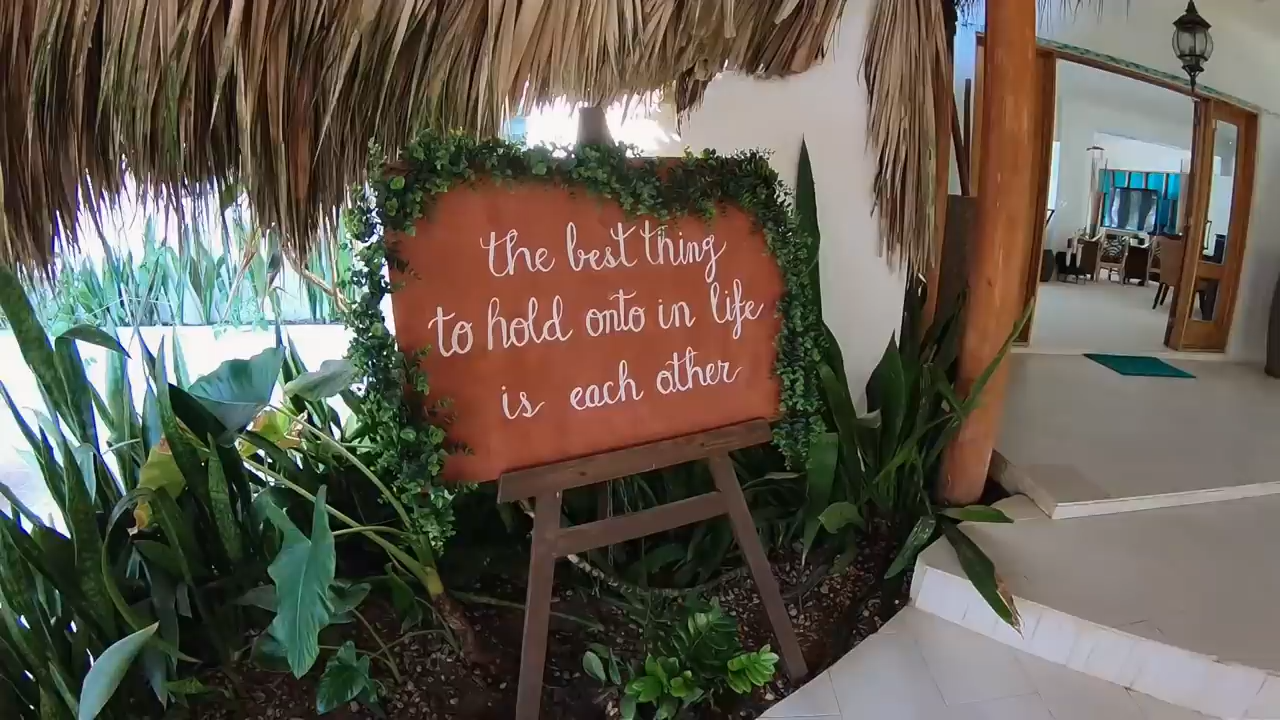 the best thing
to hold onto in life
is each other